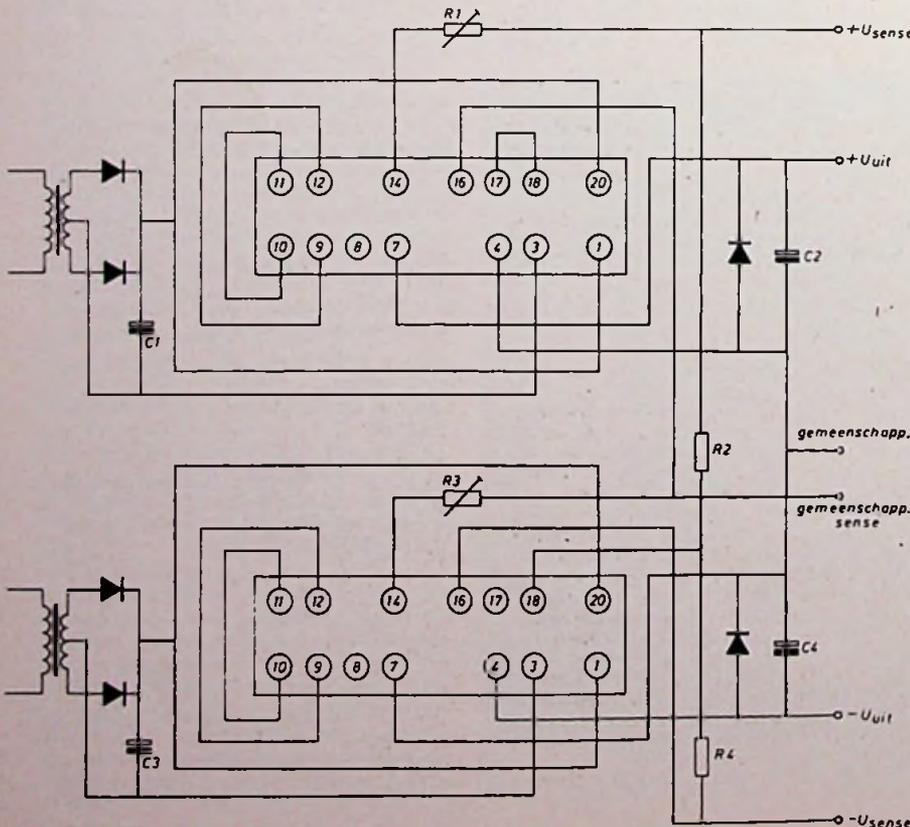 R1
+Usense
20
+Uuit
11 12 14 16 17 18 20
10 9 8 7 4 3 1
C2
C1
gemeenschapp.
R2
R3
gemeenschapp.
sense
11 12 14 16 17 18 20
10 9 8 7 4 3 1
C4
-Uuit
C3
R4
-Usense